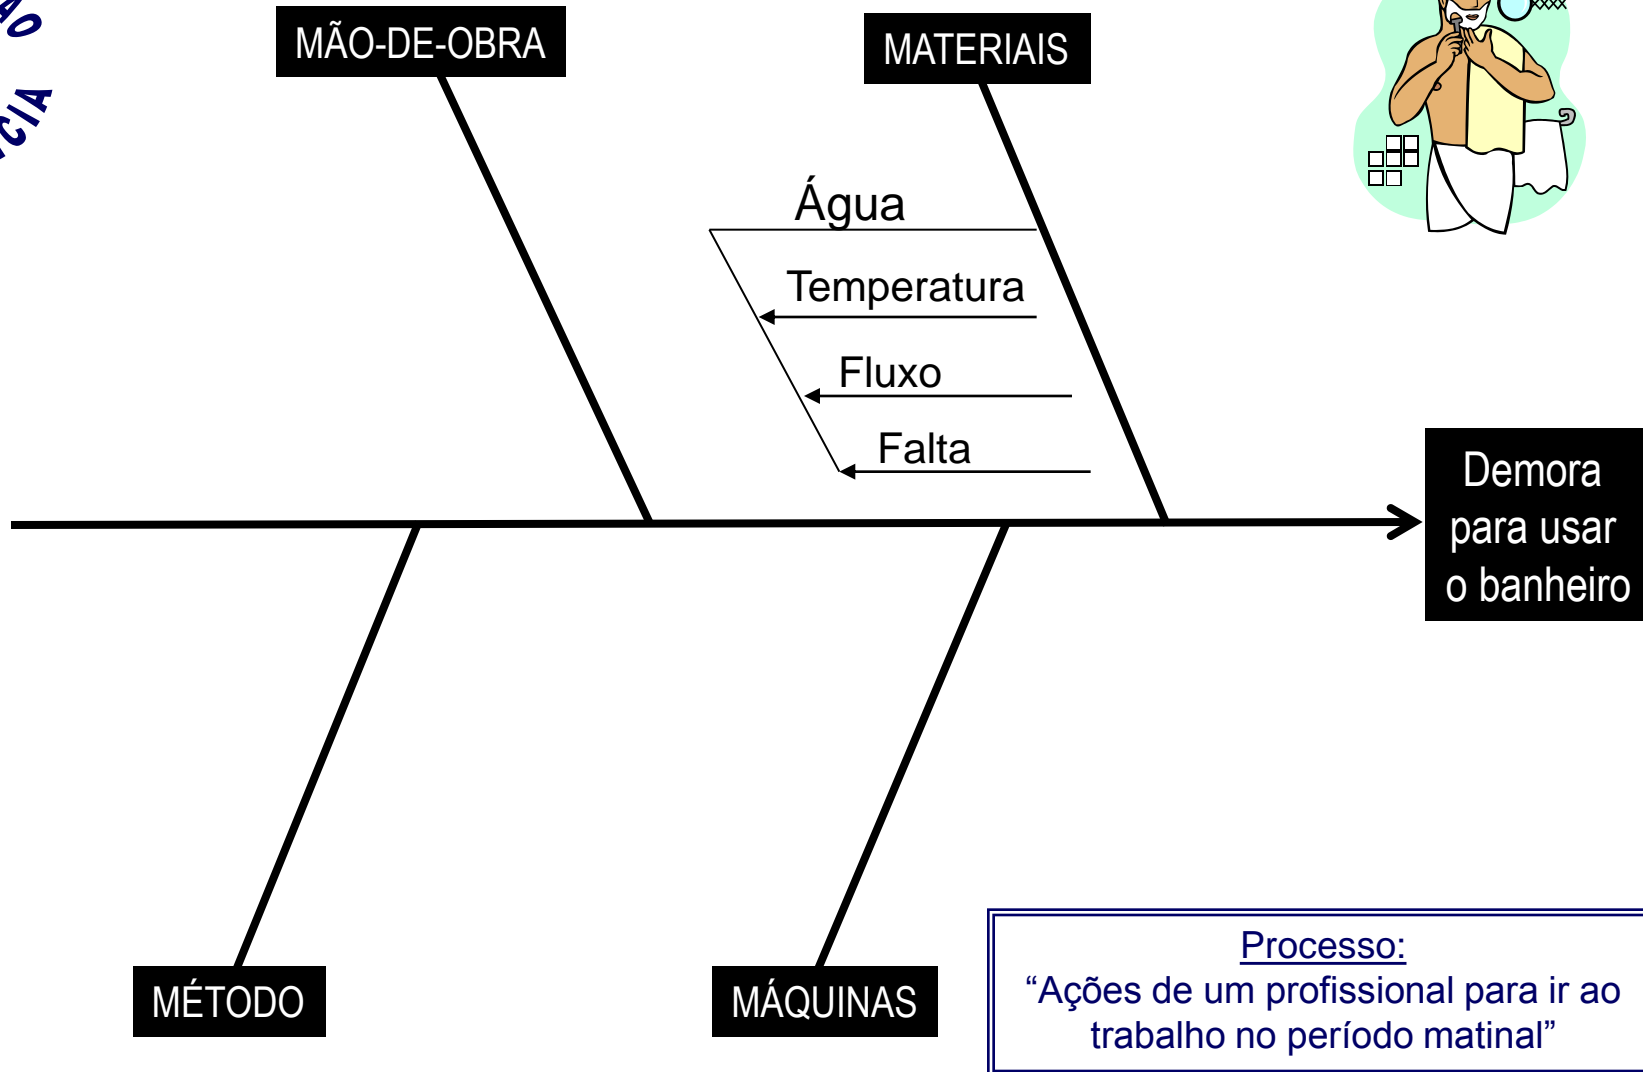 MÃO-DE-OBRA
MATERIAIS
Água
Temperatura
Fluxo
Falta
Demora
para usar
o banheiro
MÉTODO
MÁQUINAS
Processo:
“Ações de um profissional para ir ao
trabalho no período matinal”